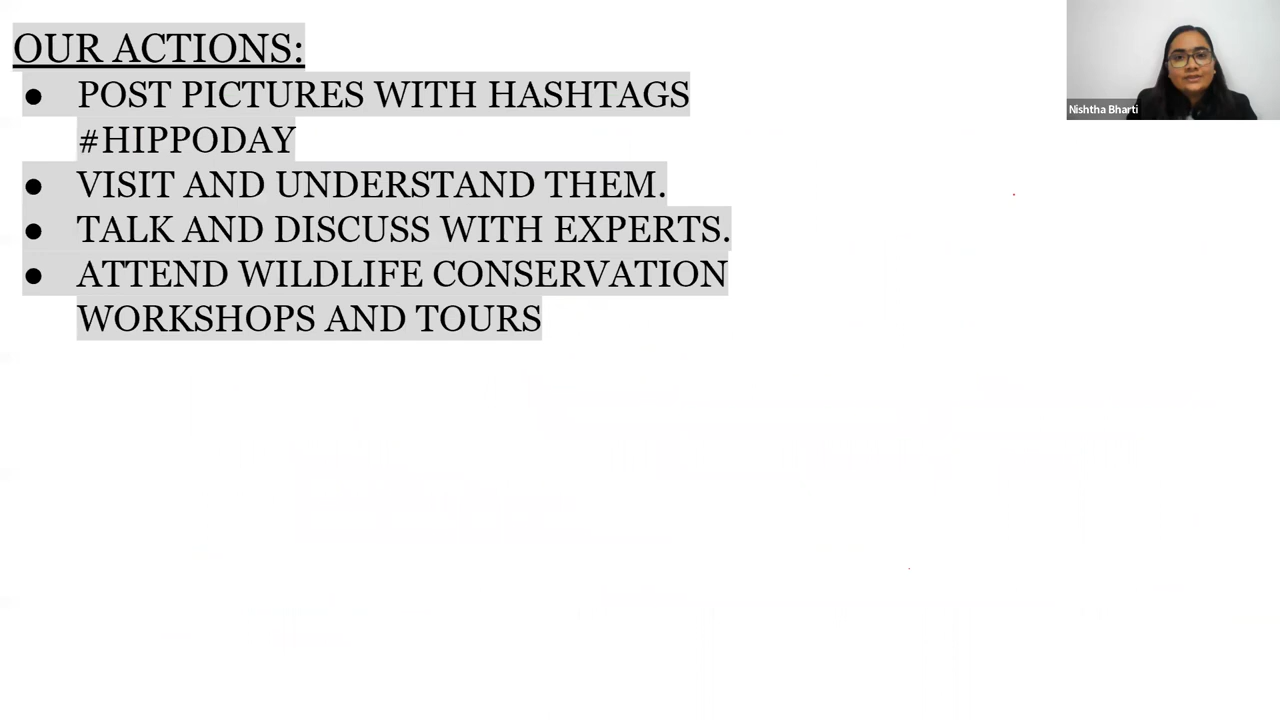 OUR ACTIONS:
● POST PICTURES WITH HASHTAGS
#HIPPODAY
● VISIT AND UNDERSTAND THEM.
● TALK AND DISCUSS WITH EXPERTS.
● ATTEND WILDLIFE CONSERVATION
WORKSHOPS AND TOURS
Nishtha Bharti